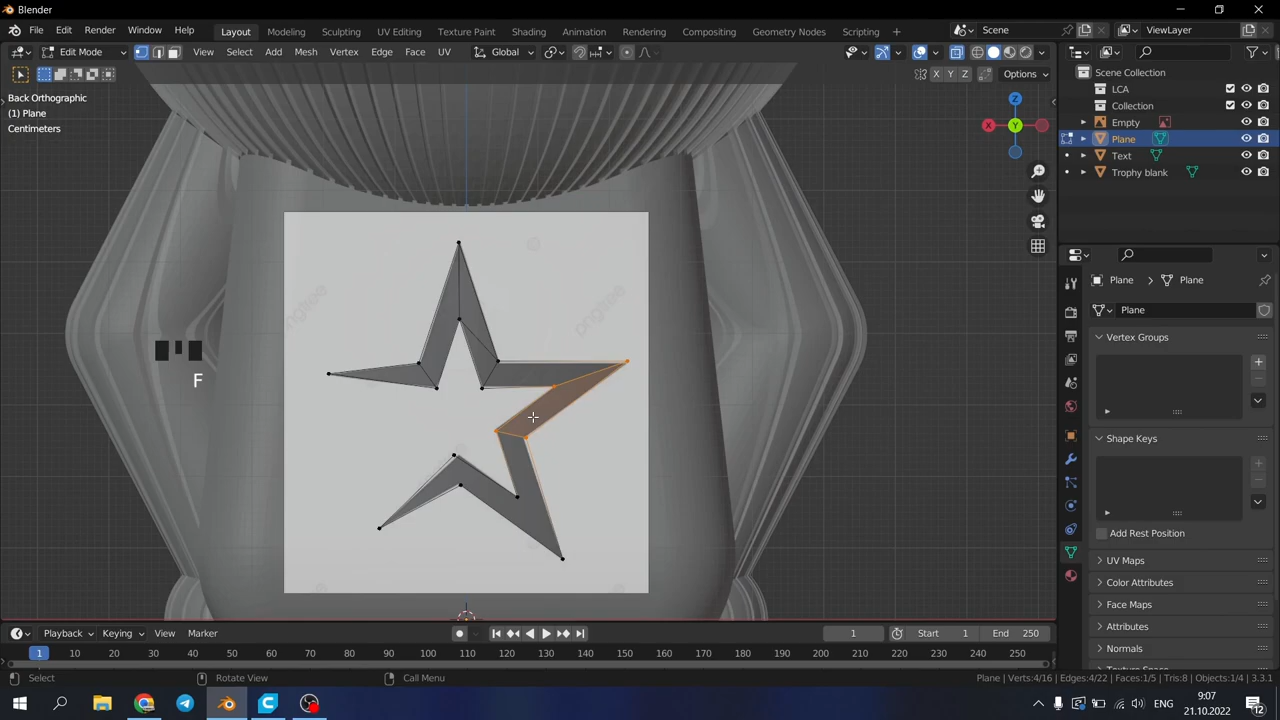 Blender
File Edit Render Window Help Layout Modeling Sculpting UV Editing Texture Paint Shading Animation Rendering Compositing Geometry Nodes Scripting + Scene ViewLayer
Edit Mode View Select Add Mesh Vertex Edge Face UV Global
X Y Z Options
Back Orthographic
(1) Plane
Centimeters
Z
X Y
F
Scene Collection
LCA
Collection
Empty
Plane
Text
Trophy blank
Plane > Plane
Plane
Vertex Groups
Shape Keys
Add Rest Position
UV Maps
Color Attributes
Face Maps
Attributes
Normals
Texture Space
pngtree
Playback Keying View Marker 1 Start 1 End 250
1 10 20 30 40 50 60 70 80 90 100 110 120 130 140 150 160 170 180 190 200 210 220 230 240 250
Select Rotate View Call Menu Plane | Verts:4/16 | Edges:4/22 | Faces:1/5 | Tris:8 | Objects:1/4 | 3.3.1
ENG 9:07
21.10.2022 12